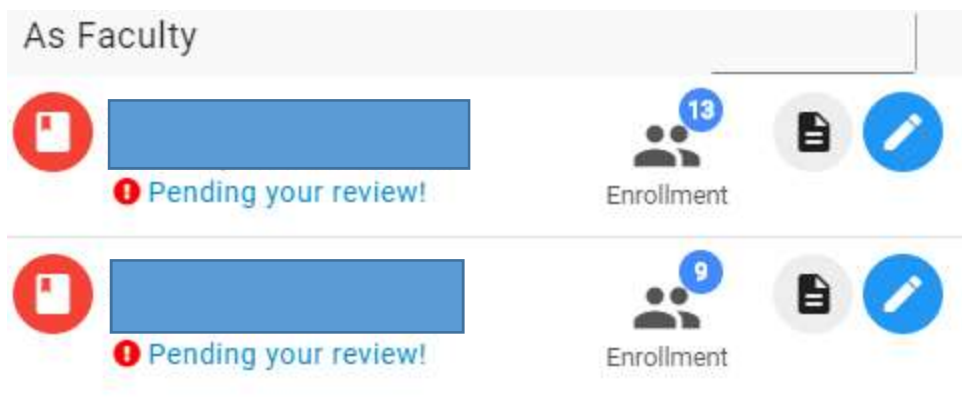 As Faculty
13
Pending your review!
Enrollment
9
Pending your review!
Enrollment